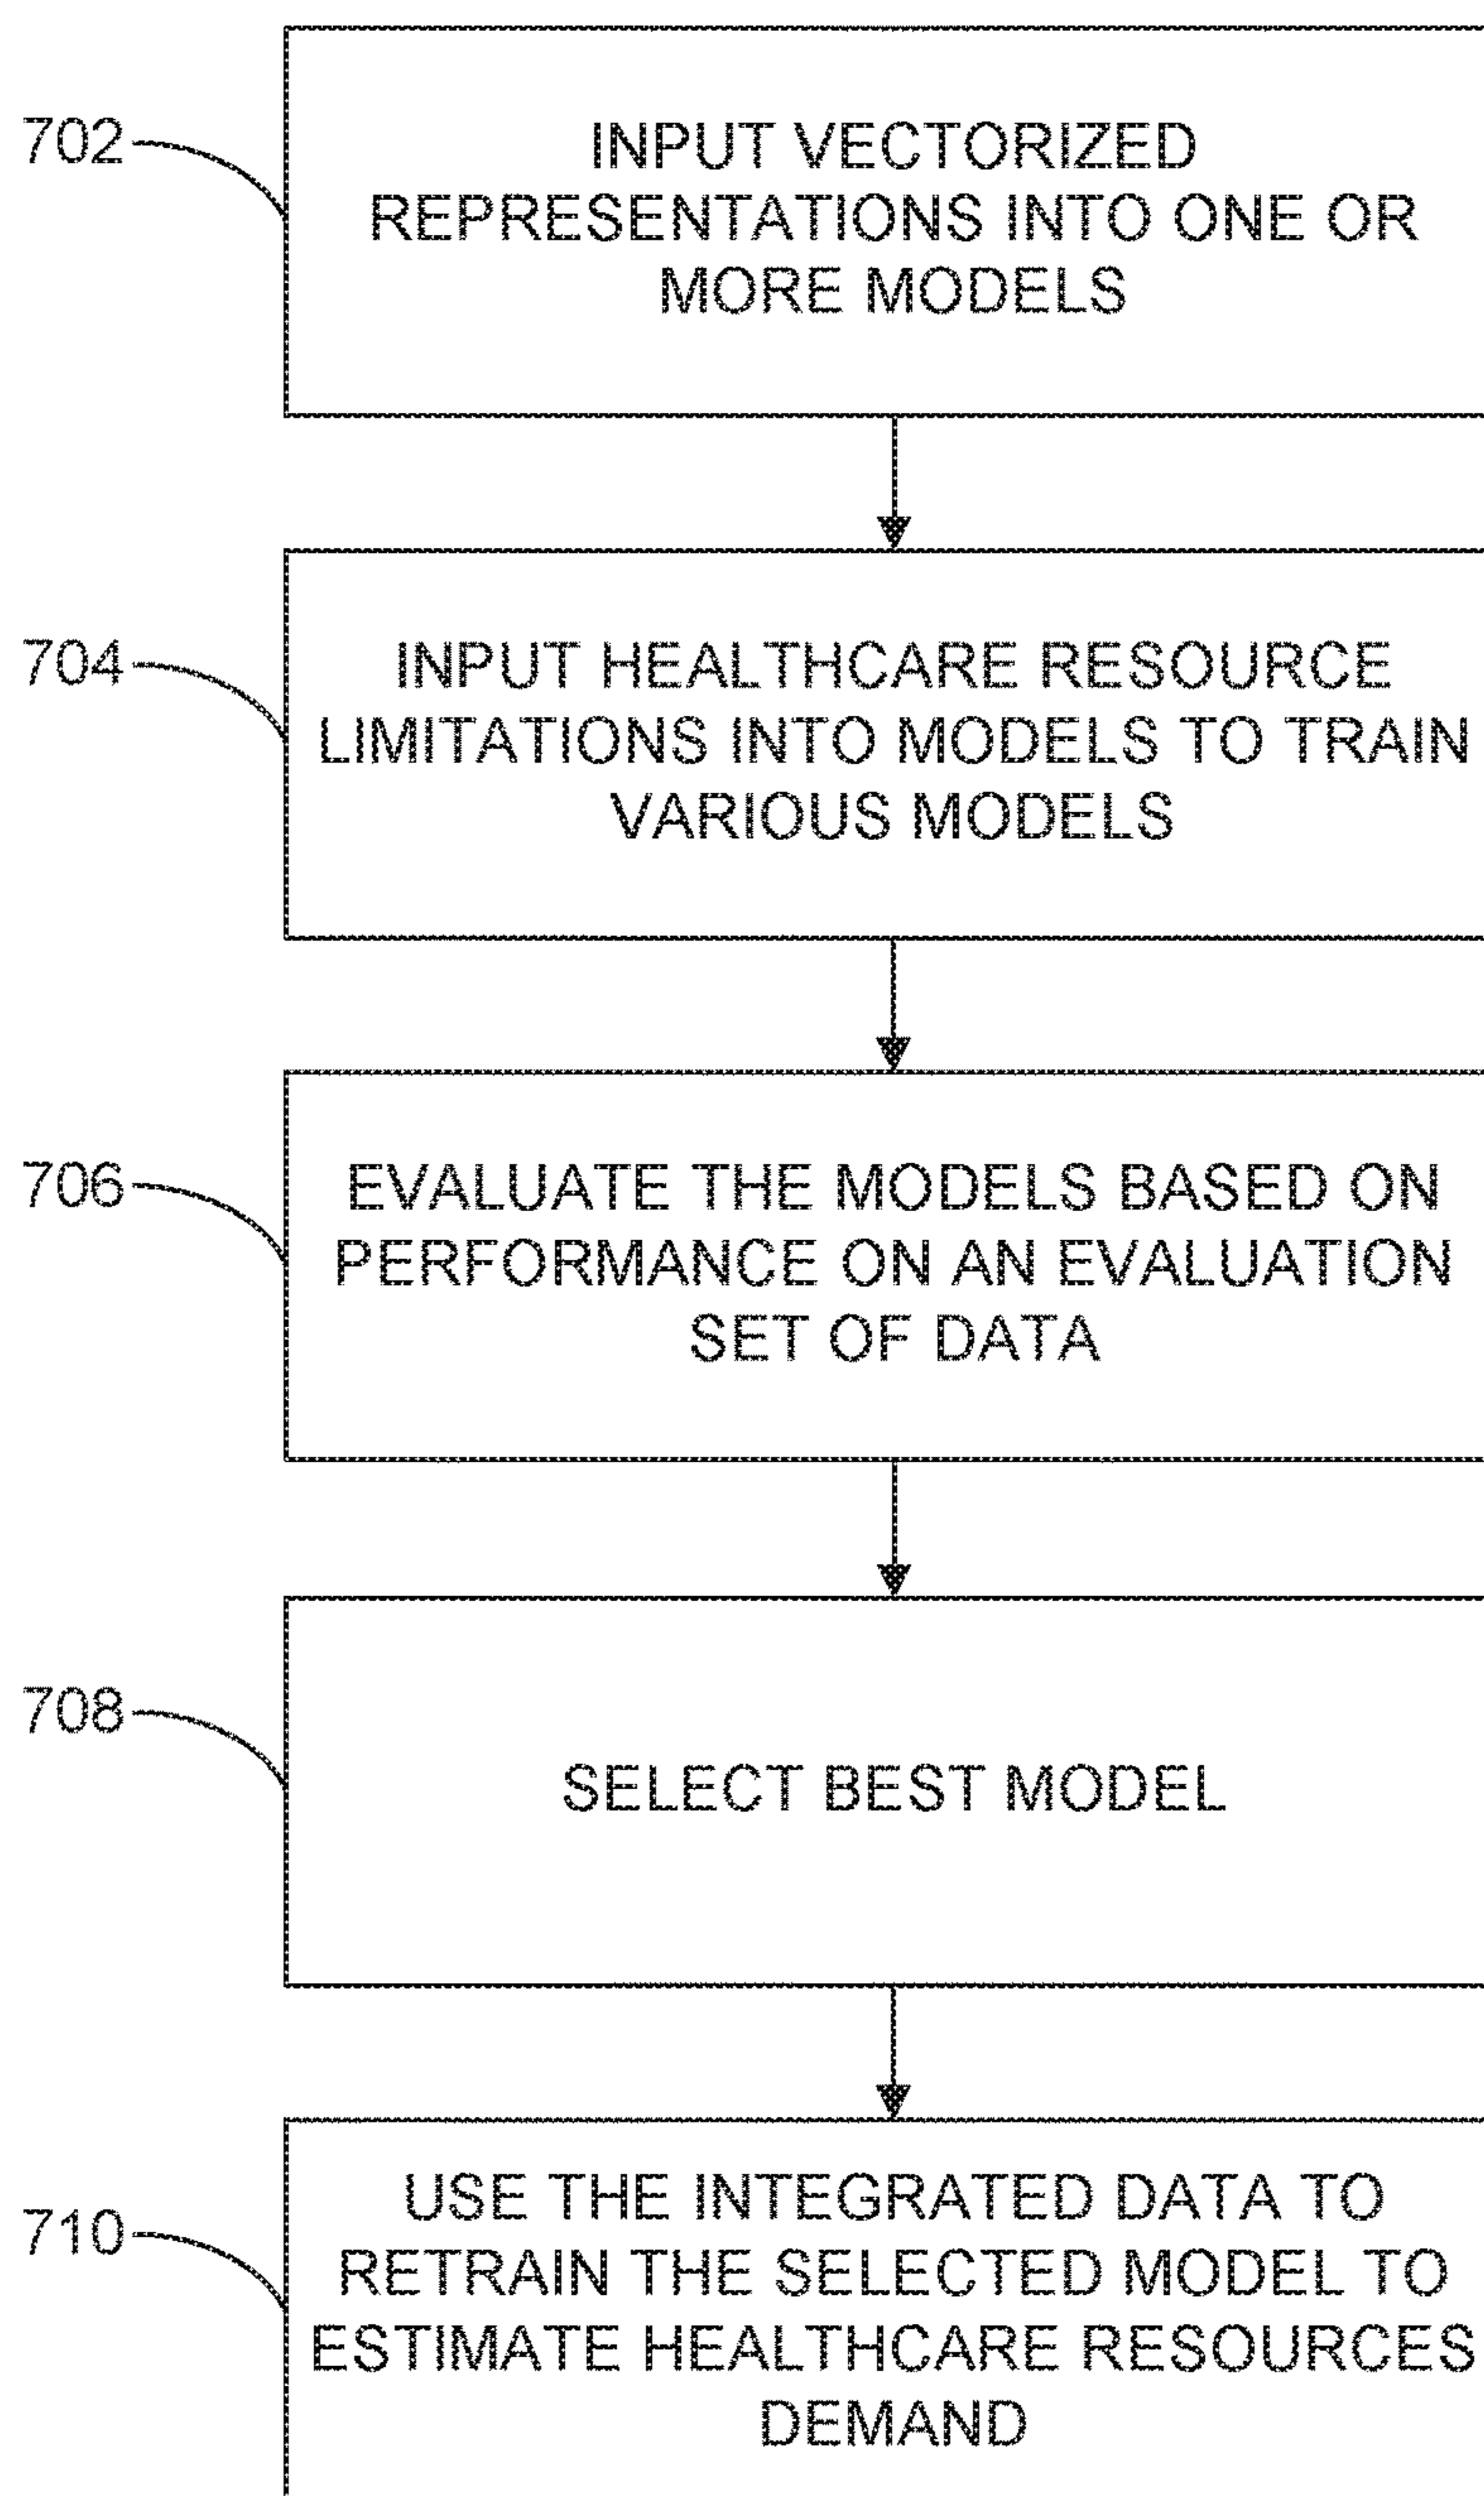 702
INPUT VECTORIZED
REPRESENTATIONS INTO ONE OR
MORE MODELS
704
INPUT HEALTHCARE RESOURCE
LIMITATIONS INTO MODELS TO TRAIN
VARIOUS MODELS
706
EVALUATE THE MODELS BASED ON
PERFORMANCE ON AN EVALUATION
SET OF DATA
708
SELECT BEST MODEL
710
USE THE INTEGRATED DATA TO
RETRAIN THE SELECTED MODEL TO
ESTIMATE HEALTHCARE RESOURCES
DEMAND